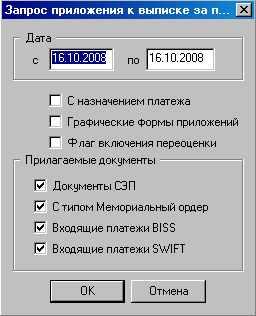 Запрос приложения к выписке за п...
Дата
с 16.10.2008 по 16.10.2008
С назначением платежа
Графические формы приложений
Флаг включения переоценки
Прилагаемые документы
Документы СЭП
С типом Мемориальный ордер
Входящие платежи BISS
Входящие платежи SWIFT
OK Отмена